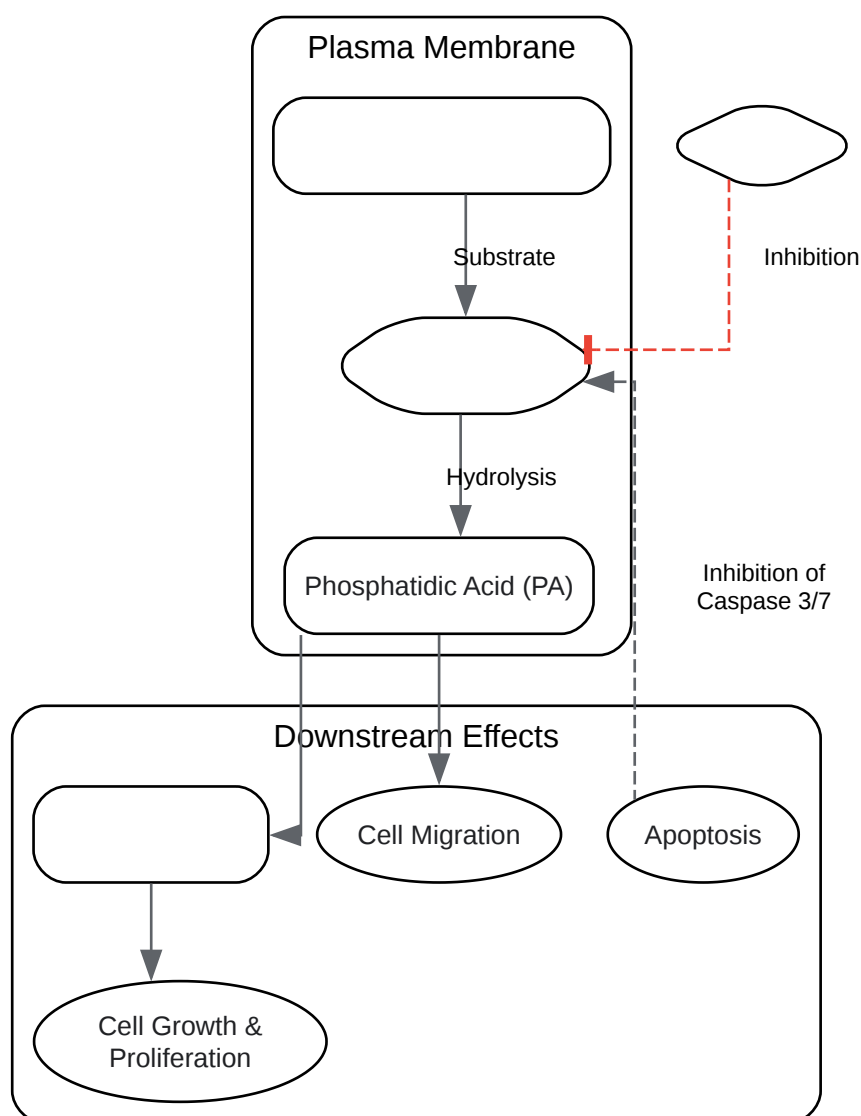 Plasma Membrane
Substrate
Inhibition
Hydrolysis
Phosphatidic Acid (PA)
Inhibition of
Caspase 3/7
Downstream Effects
Cell Migration
Apoptosis
Cell Growth &
Proliferation